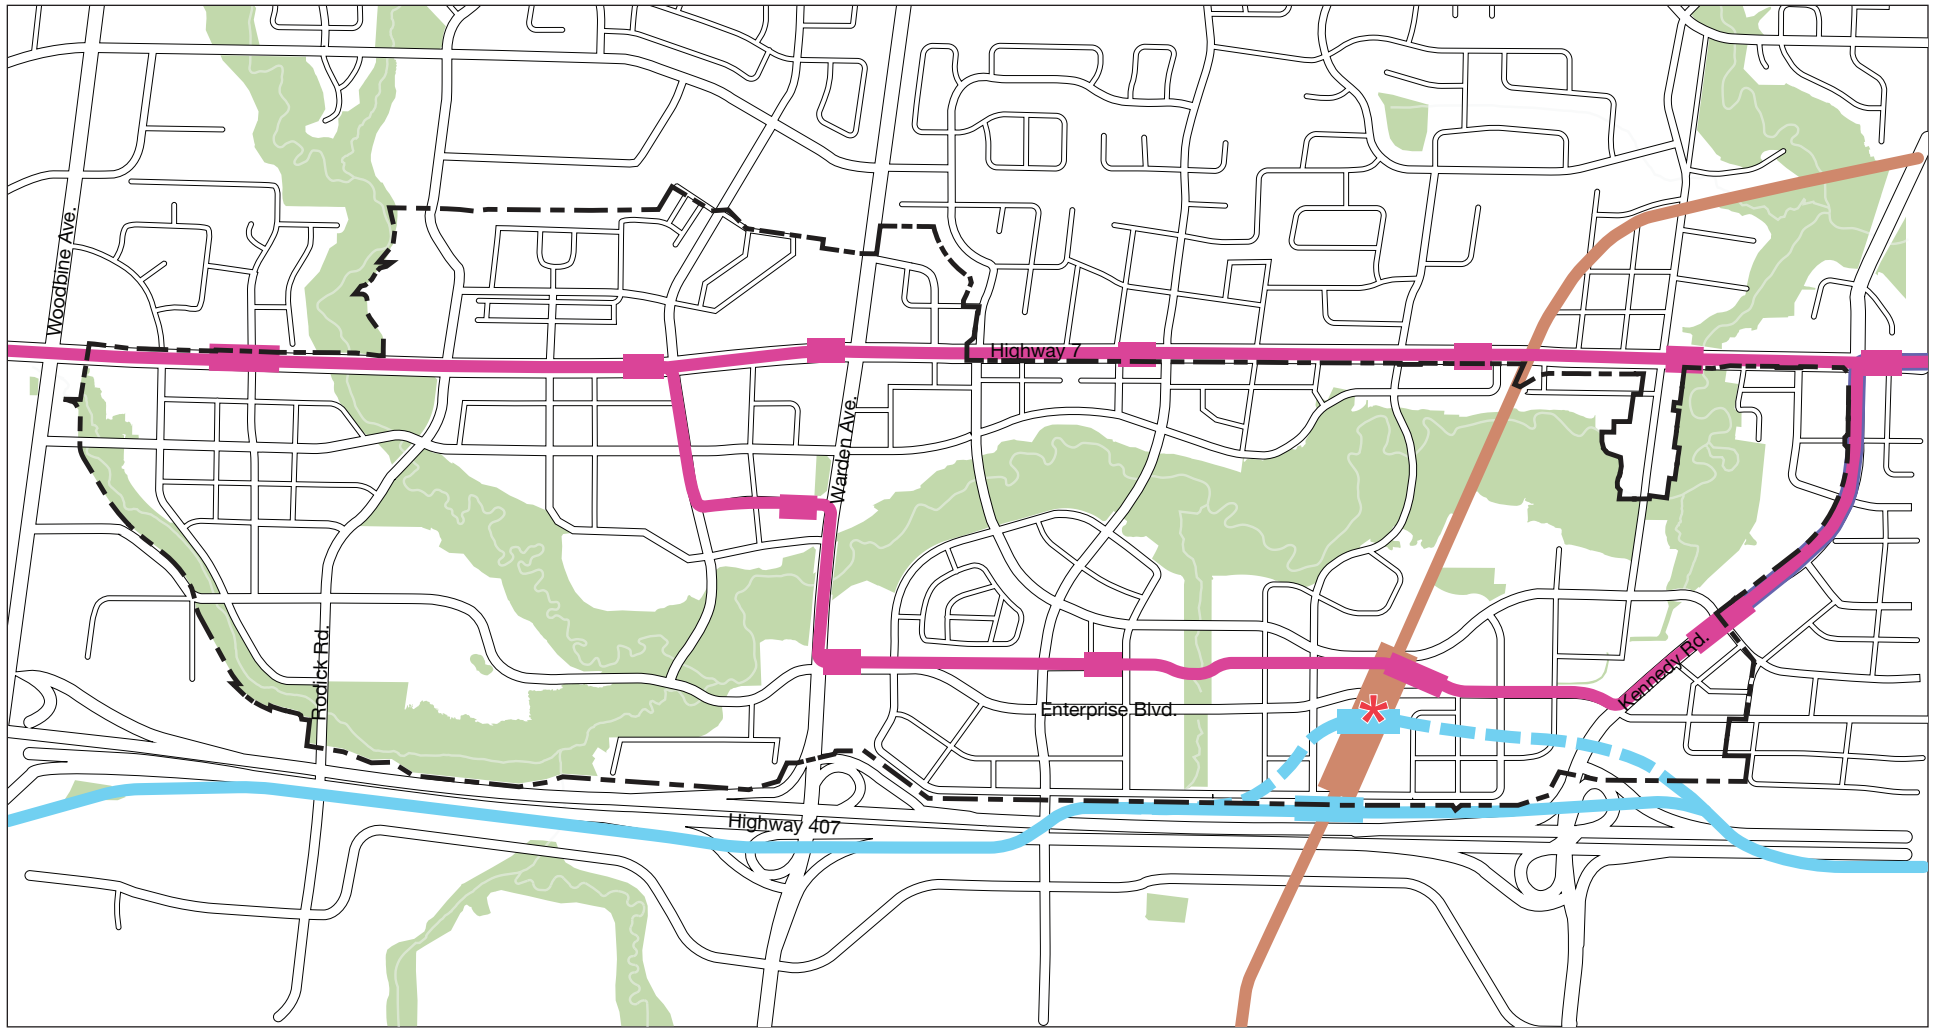 Woodbine Ave.
Highway 7
Warden Ave.
Rodick Rd.
Kennedy Rd.
Enterprise Blvd.
*
Highway 407